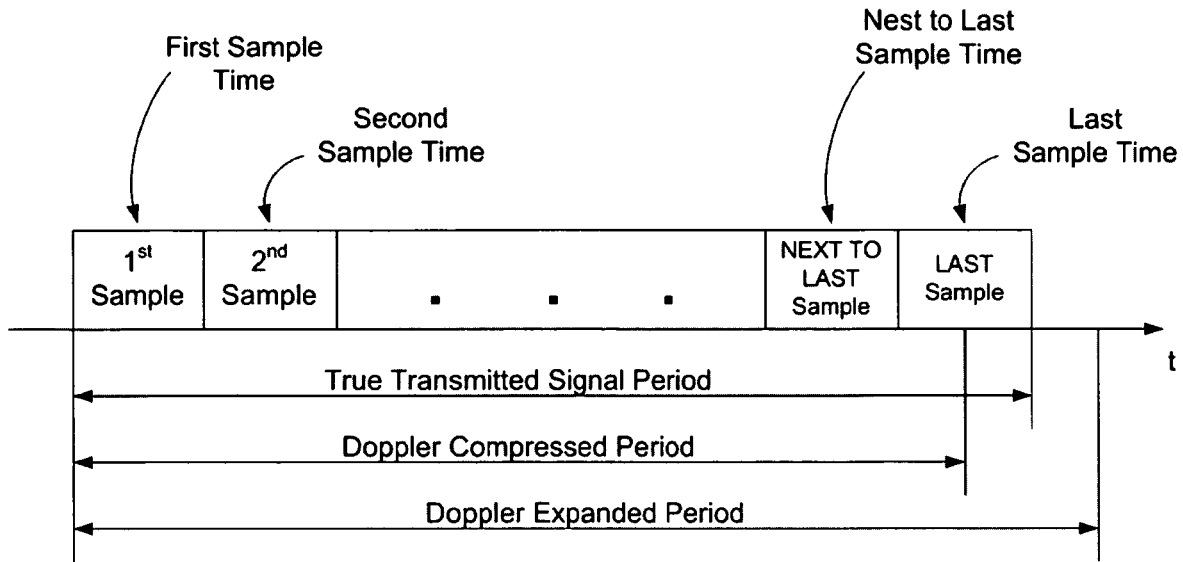 First Sample
Time
Second
Sample Time
Nest to Last
Sample Time
Last
Sample Time
1st
Sample
2nd
Sample
. . .
NEXT TO
LAST
Sample
LAST
Sample
t
True Transmitted Signal Period
Doppler Compressed Period
Doppler Expanded Period